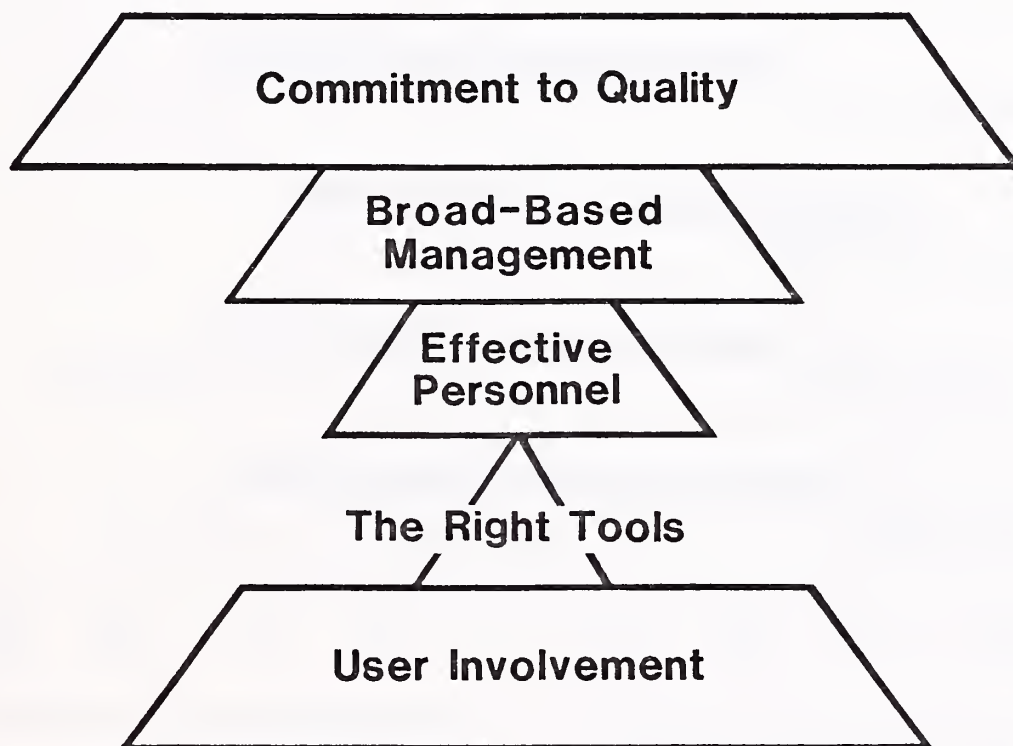 Commitment to Quality
Broad-Based
Management
Effective
Personnel
The Right Tools
User Involvement